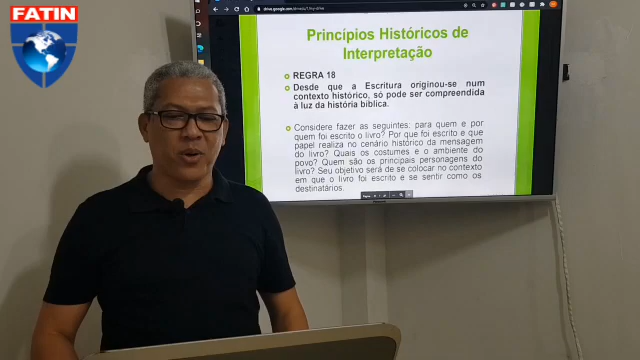 FATIN
Princípios Históricos de
Interpretação
REGRA 18
Desde que a Escritura originou-se num
contexto histórico, só pode ser compreendida
à luz da história bíblica.
Considere fazer as seguintes: para quem e por
quem foi escrito o livro? Por que foi escrito e que
papel realiza no cenário histórico da mensagem
do livro? Quais os costumes e o ambiente do
povo? Quem são os principais personagens do
livro? Seu objetivo será de se colocar no contexto
em que o livro foi escrito e se sentir como os
destinatários.